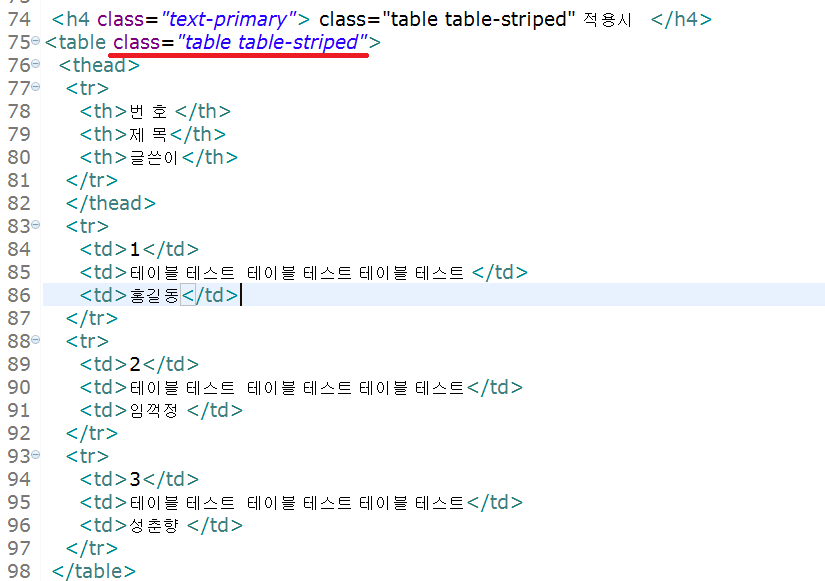 74 <h4 class="text-primary"> class="table table-striped" 적용시 </h4>
75 <table class="table table-striped">
76 <thead>
77 <tr>
78 <th>번 호 </th>
79 <th>제 목</th>
80 <th>글쓴이</th>
81 </tr>
82 </thead>
83 <tr>
84 <td>1</td>
85 <td>테이블 테스트 테이블 테스트 테이블 테스트 </td>
86 <td>홍길동</td>
87 </tr>
88 <tr>
89 <td>2</td>
90 <td>테이블 테스트 테이블 테스트 테이블 테스트</td>
91 <td>임꺽정 </td>
92 </tr>
93 <tr>
94 <td>3</td>
95 <td>테이블 테스트 테이블 테스트 테이블 테스트</td>
96 <td>성춘향 </td>
97 </tr>
98 </table>